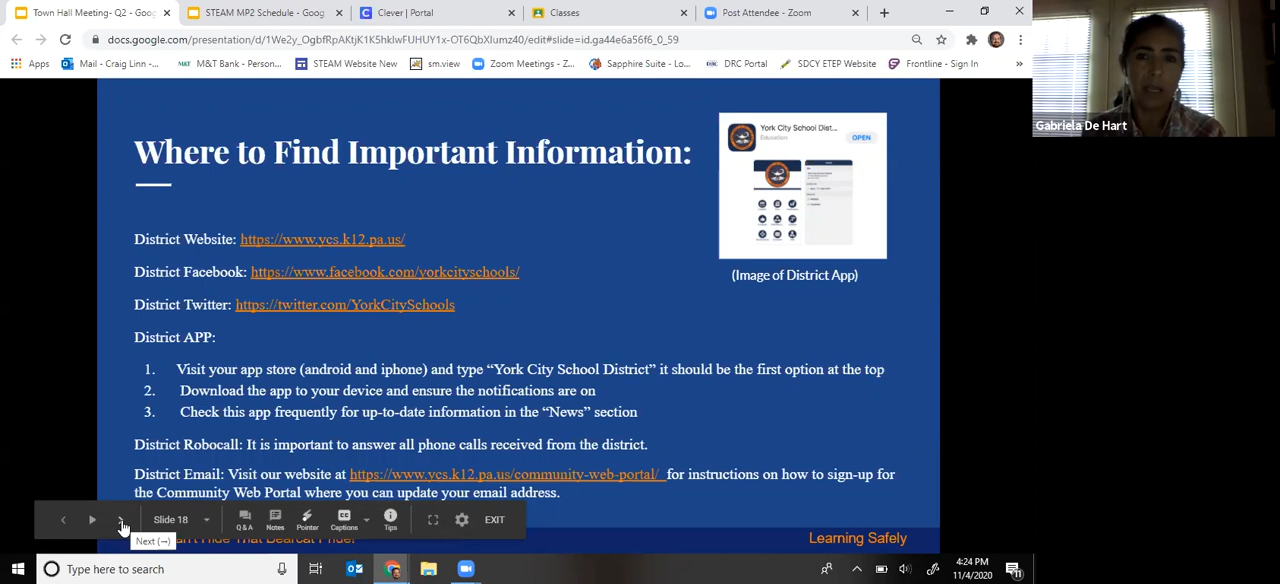 Town Hall Meeting- Q2 - Goog
STEAM MP2 Schedule - Googl
Clever | Portal
Classes
Post Attendee - Zoom
docs.google.com/presentation/d/1We2y_OgbfRpAKtjK1K5hkIwFUHUY1x-OT6QbXIumz40/edit#slide=id.ga44e6a56f6_0_59
Apps
Mail - Craig Linn -...
M&T Bank - Person...
STEAM Website New
sm.view
Zoom Meetings - Z...
Sapphire Suite - Lo...
DRC Portal
SDCY ETEP Website
Frontline - Sign In
Gabriela De Hart
York City School Dist...
Education
OPEN
Where to Find Important Information:
(Image of District App)
District Website: https://www.ycs.k12.pa.us/
District Facebook: https://www.facebook.com/yorkcityschools/
District Twitter: https://twitter.com/YorkCitySchools
District APP:
1. Visit your app store (android and iphone) and type “York City School District” it should be the first option at the top
2. Download the app to your device and ensure the notifications are on
3. Check this app frequently for up-to-date information in the “News” section
District Robocall: It is important to answer all phone calls received from the district.
District Email: Visit our website at https://www.ycs.k12.pa.us/community-web-portal/ for instructions on how to sign-up for
the Community Web Portal where you can update your email address.
Slide 18
Q & A
Notes
Pointer
Captions
Tips
EXIT
Next (→)
Hide That Bearcat Pride!
Learning Safely
Type here to search
4:24 PM
11/4/2020
11